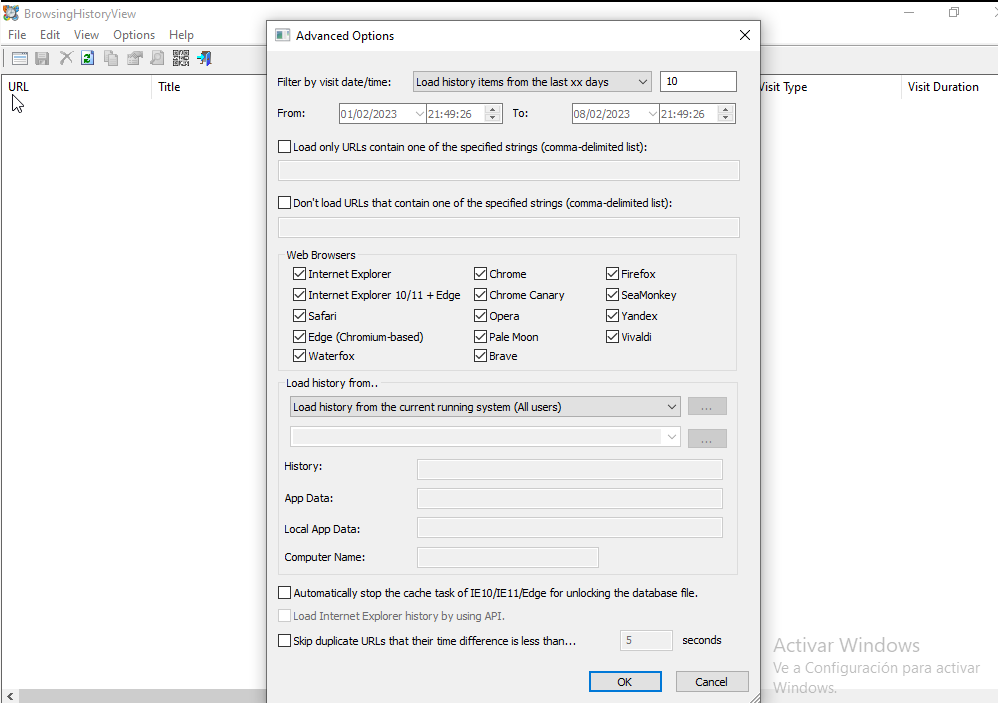 BrowsingHistoryView
File Edit View Options Help
URL Title Visit Type Visit Duration
Advanced Options
Filter by visit date/time: Load history items from the last xx days 10
From: 01/02/2023 21:49:26 To: 08/02/2023 21:49:26
Load only URLs contain one of the specified strings (comma-delimited list):
Don't load URLs that contain one of the specified strings (comma-delimited list):
Web Browsers
Internet Explorer Chrome Firefox
Internet Explorer 10/11 + Edge Chrome Canary SeaMonkey
Safari Opera Yandex
Edge (Chromium-based) Pale Moon Vivaldi
Waterfox Brave
Load history from..
Load history from the current running system (All users) ...
...
History:
App Data:
Local App Data:
Computer Name:
Automatically stop the cache task of IE10/IE11/Edge for unlocking the database file.
Load Internet Explorer history by using API.
Skip duplicate URLs that their time difference is less than... 5 seconds
OK Cancel
Activar Windows
Ve a Configuración para activar
Windows.